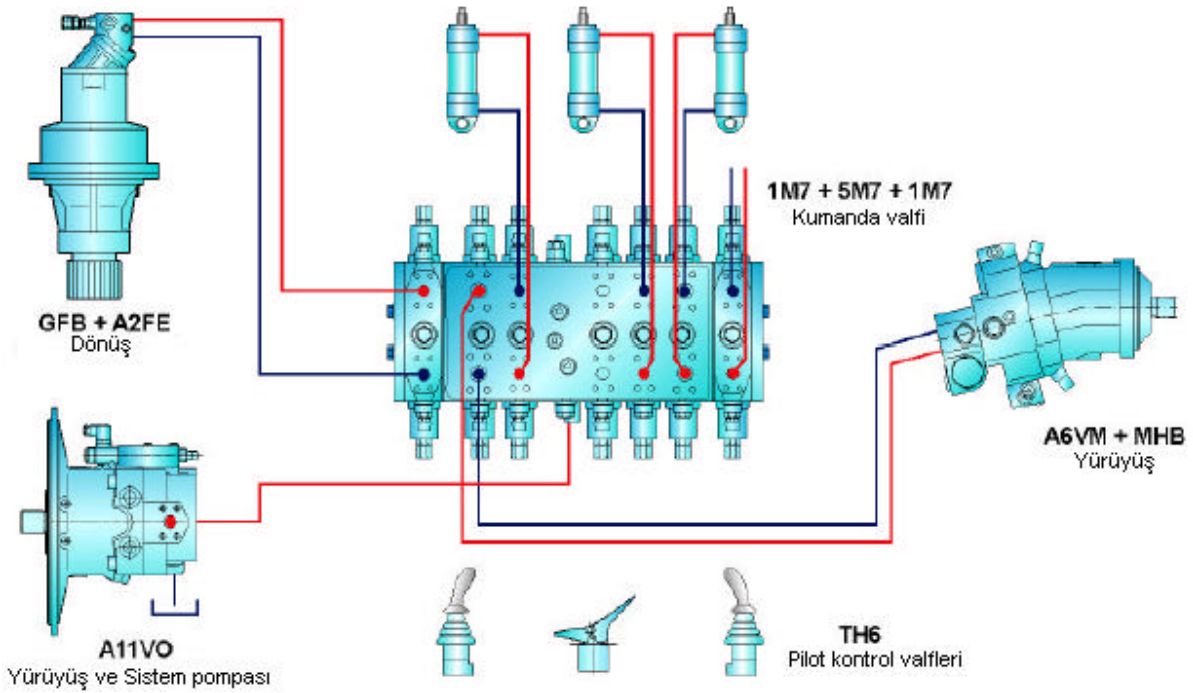 1M7 + 5M7 + 1M7
Kumanda valfi
GFB + A2FE
Dönüş
A6VM + MHB
Yürüyüş
A11VO
Yürüyüş ve Sistem pompası
TH6
Pilot kontrol valfleri